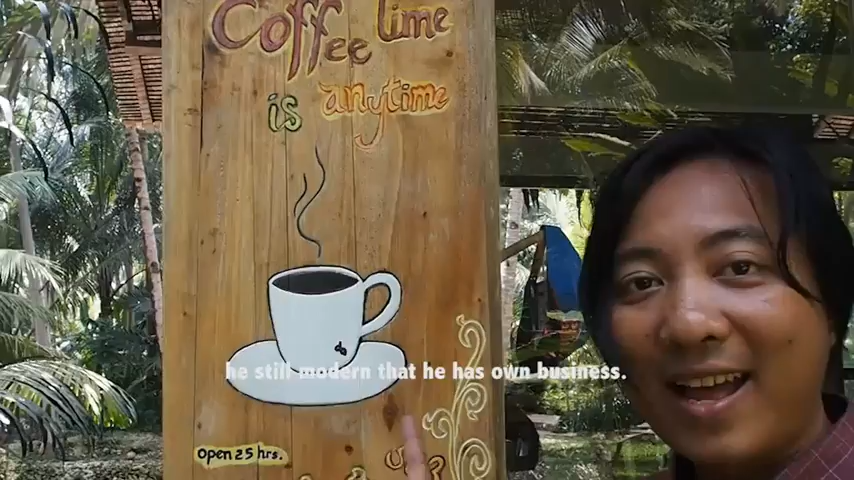 Coffee time
is anytime
he still modern that he has own business.
open 25 hrs.